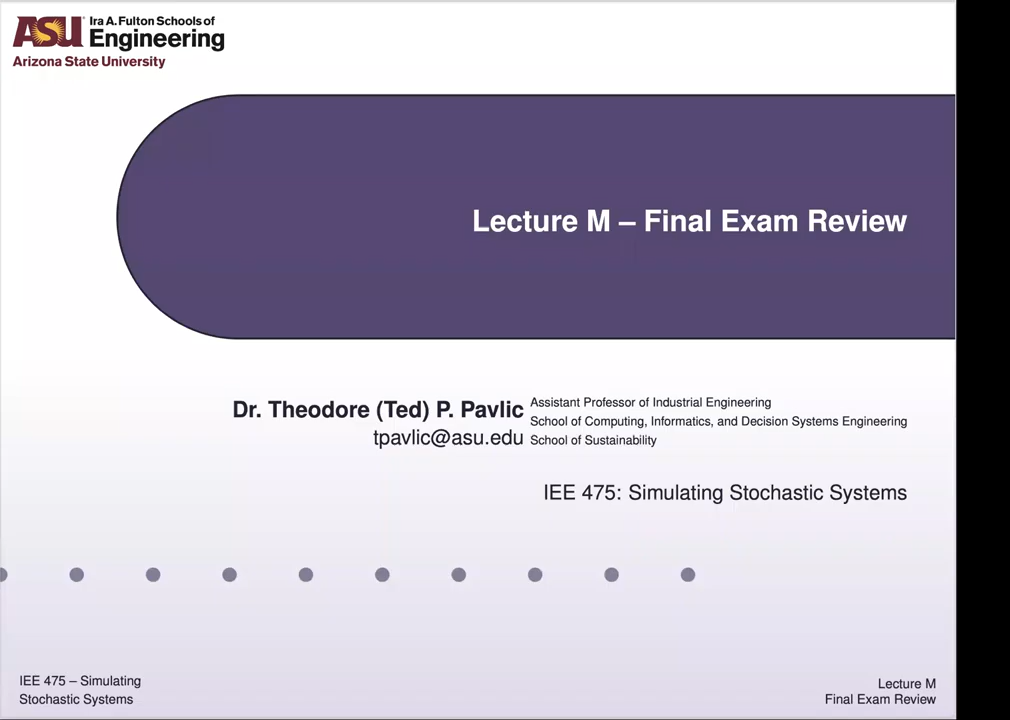 ASU Ira A. Fulton Schools of
Engineering
Arizona State University
Lecture M – Final Exam Review
Dr. Theodore (Ted) P. Pavlic
tpavlic@asu.edu
Assistant Professor of Industrial Engineering
School of Computing, Informatics, and Decision Systems Engineering
School of Sustainability
IEE 475: Simulating Stochastic Systems
IEE 475 – Simulating
Stochastic Systems
Lecture M
Final Exam Review